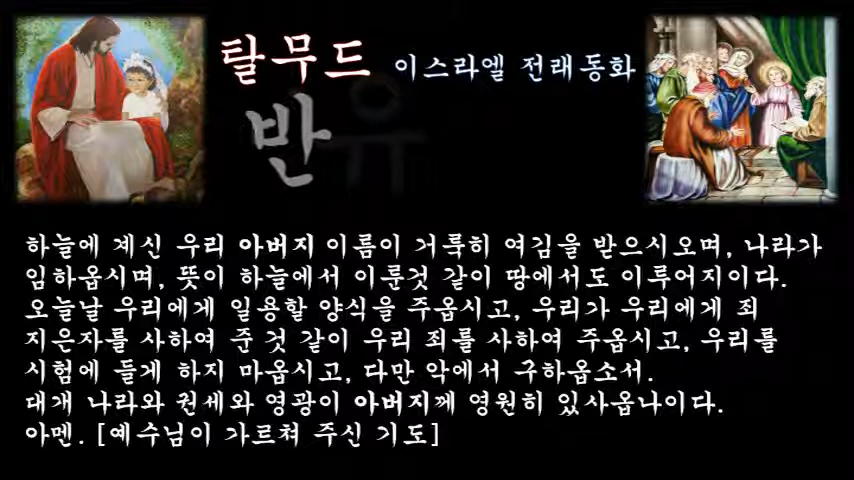 탈무드 이스라엘 전래동화
반유
하늘에 계신 우리 아버지 이름이 거룩히 여김을 받으시오며, 나라가
임하옵시며, 뜻이 하늘에서 이룬것 같이 땅에서도 이루어지이다.
오늘날 우리에게 일용할 양식을 주옵시고, 우리가 우리에게 죄
지은자를 사하여 준 것 같이 우리 죄를 사하여 주옵시고, 우리를
시험에 들게 하지 마옵시고, 다만 악에서 구하옵소서.
대개 나라와 권세와 영광이 아버지께 영원히 있사옵나이다.
아멘. [예수님이 가르쳐 주신 기도]